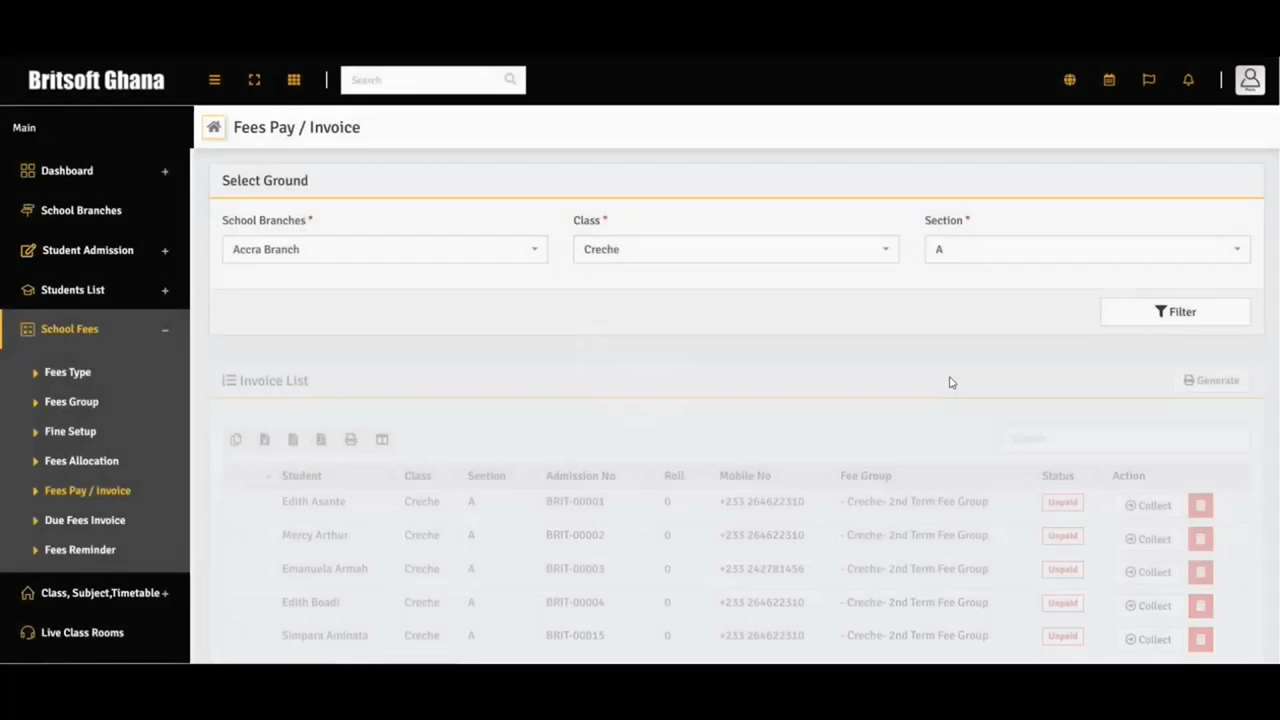 Britsoft Ghana
Search
Main
Fees Pay / Invoice
Dashboard +
School Branches
Student Admission +
Students List +
School Fees -
Fees Type
Fees Group
Fine Setup
Fees Allocation
Fees Pay / Invoice
Due Fees Invoice
Fees Reminder
Class, Subject,Timetable +
Live Class Rooms
Select Ground
School Branches * Class * Section *
Accra Branch Creche A
Filter
Invoice List Generate
Student Class Section Admission No Roll Mobile No Fee Group Status Action
Edith Asante Creche A BRIT-00001 0 +233 264622310 - Creche- 2nd Term Fee Group Unpaid Collect
Mercy Arthur Creche A BRIT-00002 0 +233 264622310 - Creche- 2nd Term Fee Group Unpaid Collect
Emanuela Armah Creche A BRIT-00003 0 +233 242781456 - Creche- 2nd Term Fee Group Unpaid Collect
Edith Boadi Creche A BRIT-00004 0 +233 264622310 - Creche- 2nd Term Fee Group Unpaid Collect
Simpara Aminata Creche A BRIT-00015 0 +233 264622310 - Creche- 2nd Term Fee Group Unpaid Collect